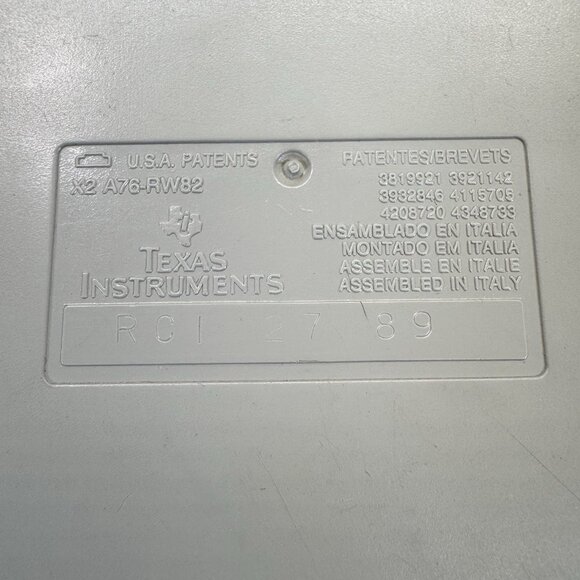 U.S.A. PATENTS
X2 A76-RW82
TEXAS
INSTRUMENTS
PATENTES/BREVETS
3819921 3921142
3932846 4115705
4208720 4348733
ENSAMBLADO EN ITALIA
MONTADO EM ITALIA
ASSEMBLE EN ITALIE
ASSEMBLED IN ITALY
RCI 27 89